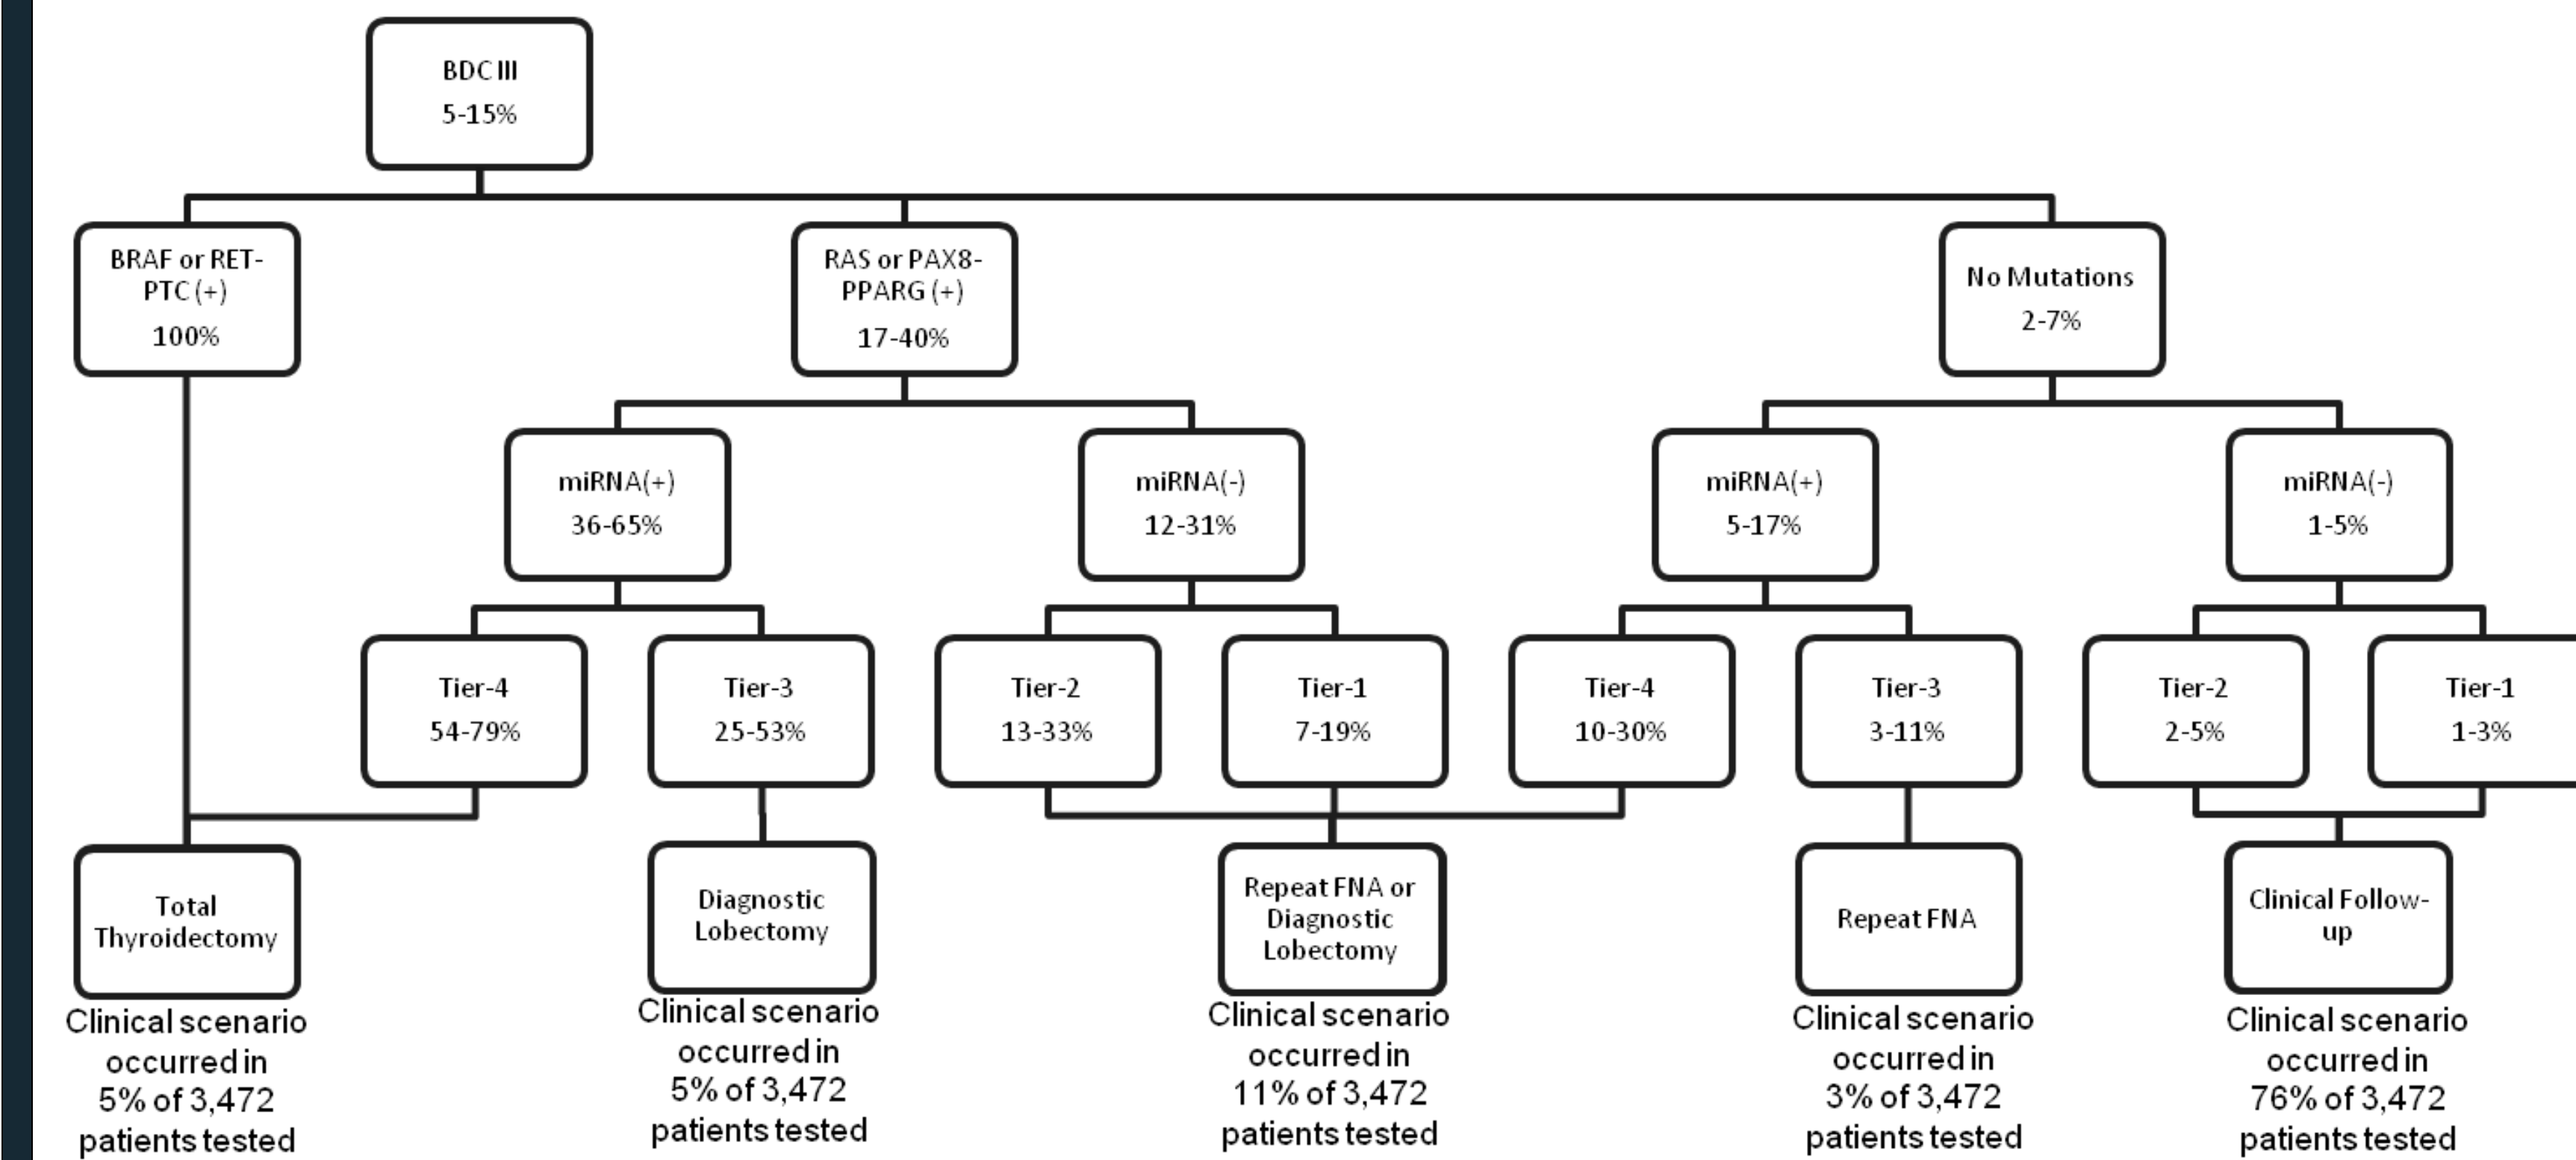 BDC III
5-15%
BRAF or RET-
PTC (+)
100%
RAS or PAX8-
PPARG (+)
17-40%
No Mutations
2-7%
miRNA(+)
36-65%
miRNA(-)
12-31%
miRNA(+)
5-17%
miRNA(-)
1-5%
Tier-4
54-79%
Tier-3
25-53%
Tier-2
13-33%
Tier-1
7-19%
Tier-4
10-30%
Tier-3
3-11%
Tier-2
2-5%
Tier-1
1-3%
Total
Thyroidectomy
Diagnostic
Lobectomy
Repeat FNA or
Diagnostic
Lobectomy
Repeat FNA
Clinical Follow-
up
Clinical scenario
occurred in
5% of 3,472
patients tested
Clinical scenario
occurred in
5% of 3,472
patients tested
Clinical scenario
occurred in
11% of 3,472
patients tested
Clinical scenario
occurred in
3% of 3,472
patients tested
Clinical scenario
occurred in
76% of 3,472
patients tested